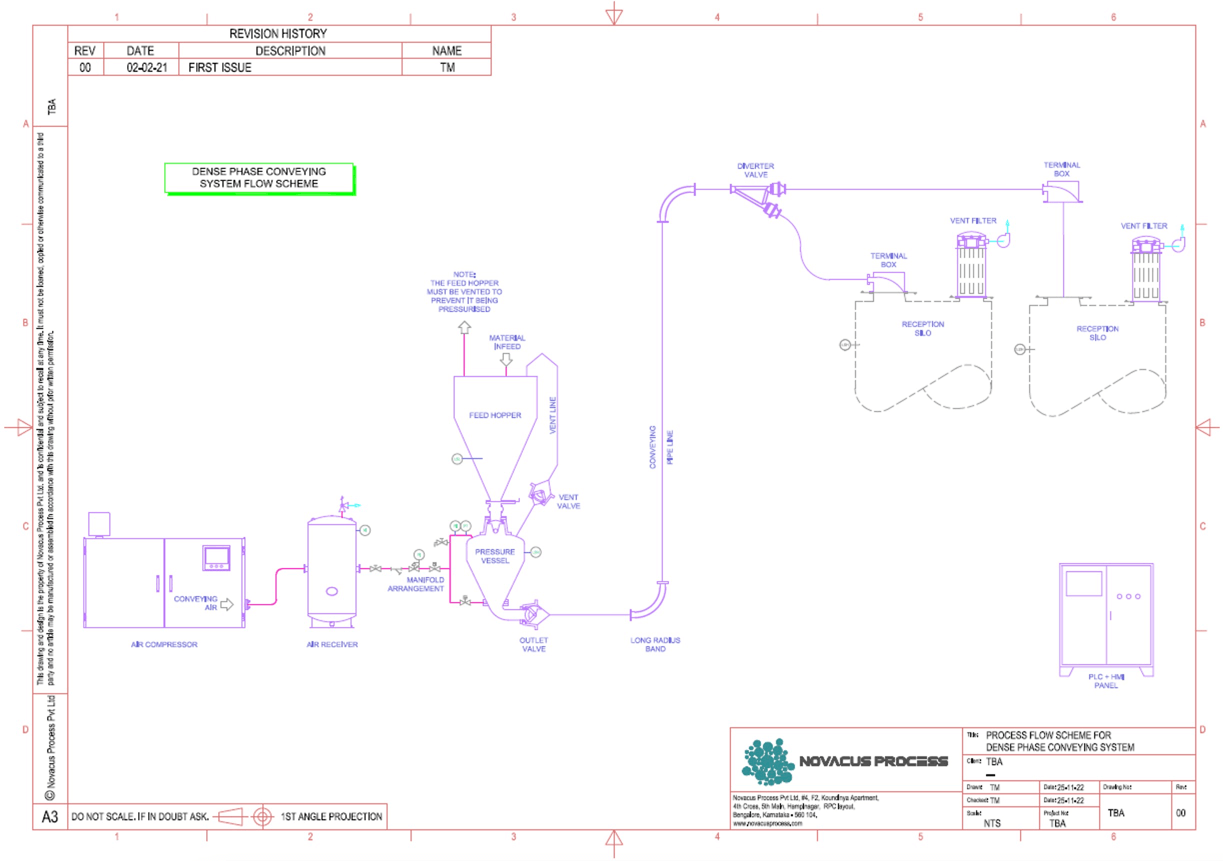 1 2 3 4 5 6
REVISION HISTORY
REV DATE DESCRIPTION NAME
00 02-02-21 FIRST ISSUE TM
TBA
A A
B B
C C
D D
This drawing and design is the property of Novacus Process Pvt Ltd. and is confidential and subject to recall at any time. It must not be loaned, copied or otherwise communicated to a third
party and no article may be manufactured or assembled in accordance with this drawing without prior written permission.
© Novacus Process Pvt Ltd
DENSE PHASE CONVEYING
SYSTEM FLOW SCHEME
DIVERTER
VALVE
TERMINAL
BOX
VENT FILTER
VENT FILTER
TERMINAL
BOX
RECEPTION
SILO
RECEPTION
SILO
NOTE:
THE FEED HOPPER
MUST BE VENTED TO
PREVENT IT BEING
PRESSURISED
MATERIAL
INFEED
FEED HOPPER
VENT LINE
CONVEYING
PIPE LINE
VENT
VALVE
PRESSURE
VESSEL
MANIFOLD
ARRANGEMENT
CONVEYING
AIR
AIR COMPRESSOR
AIR RECEIVER
OUTLET
VALVE
LONG RADIUS
BAND
PLC + HMI
PANEL
NOVACUS PROCESS
Novacus Process Pvt Ltd, #4, F2, Koundinya Apartment,
4th Cross, 5th Main, Hampinagar, RPC layout,
Bengalore, Karnataka - 560 104,
www.novacusprocess.com
Title: PROCESS FLOW SCHEME FOR
DENSE PHASE CONVEYING SYSTEM
Client: TBA
Drawn: TM Date: 25-11-22 Drawing No: Rev:
Checked: TM Date: 25-11-22
Scale: Project No:
NTS TBA TBA 00
A3 DO NOT SCALE. IF IN DOUBT ASK. 1ST ANGLE PROJECTION
1 2 3 4 5 6